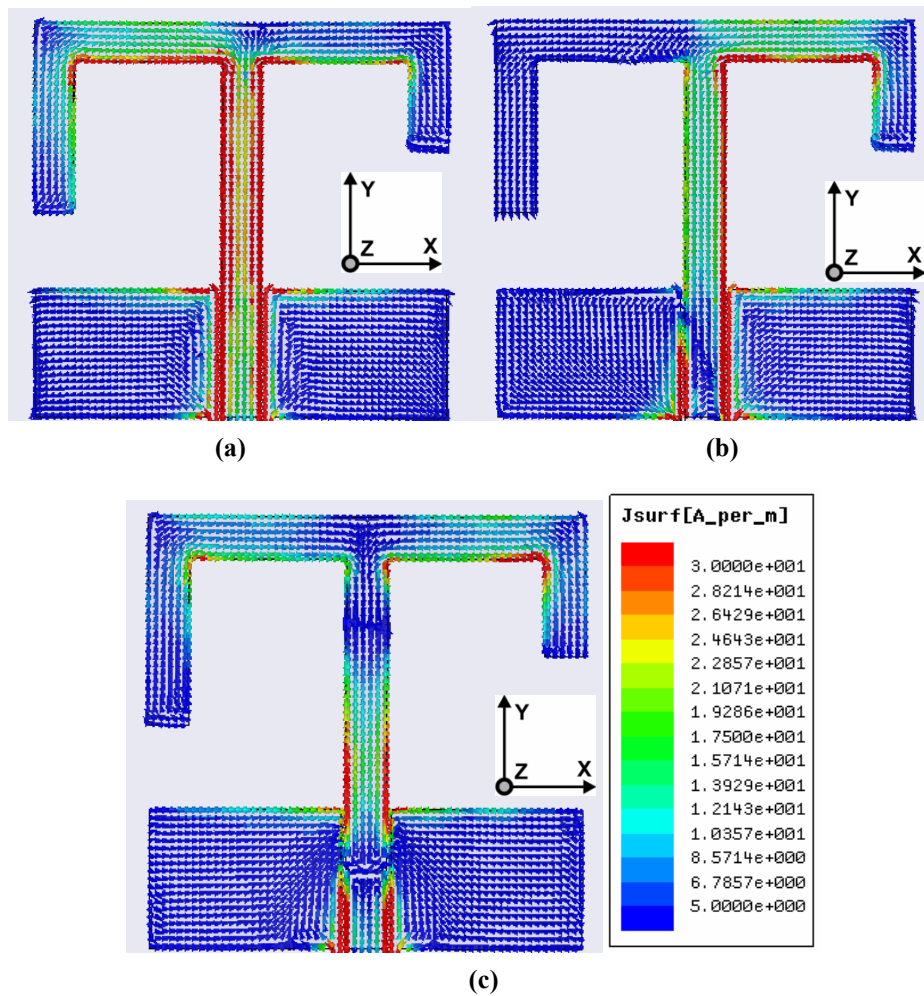 Y
Z
X
Y
Z
X
(a)
(b)
Y
Z
X
Jsurf[A_per_m]
3.0000e+001
2.8214e+001
2.6429e+001
2.4643e+001
2.2857e+001
2.1071e+001
1.9286e+001
1.7500e+001
1.5714e+001
1.3929e+001
1.2143e+001
1.0357e+001
8.5714e+000
6.7857e+000
5.0000e+000
(c)